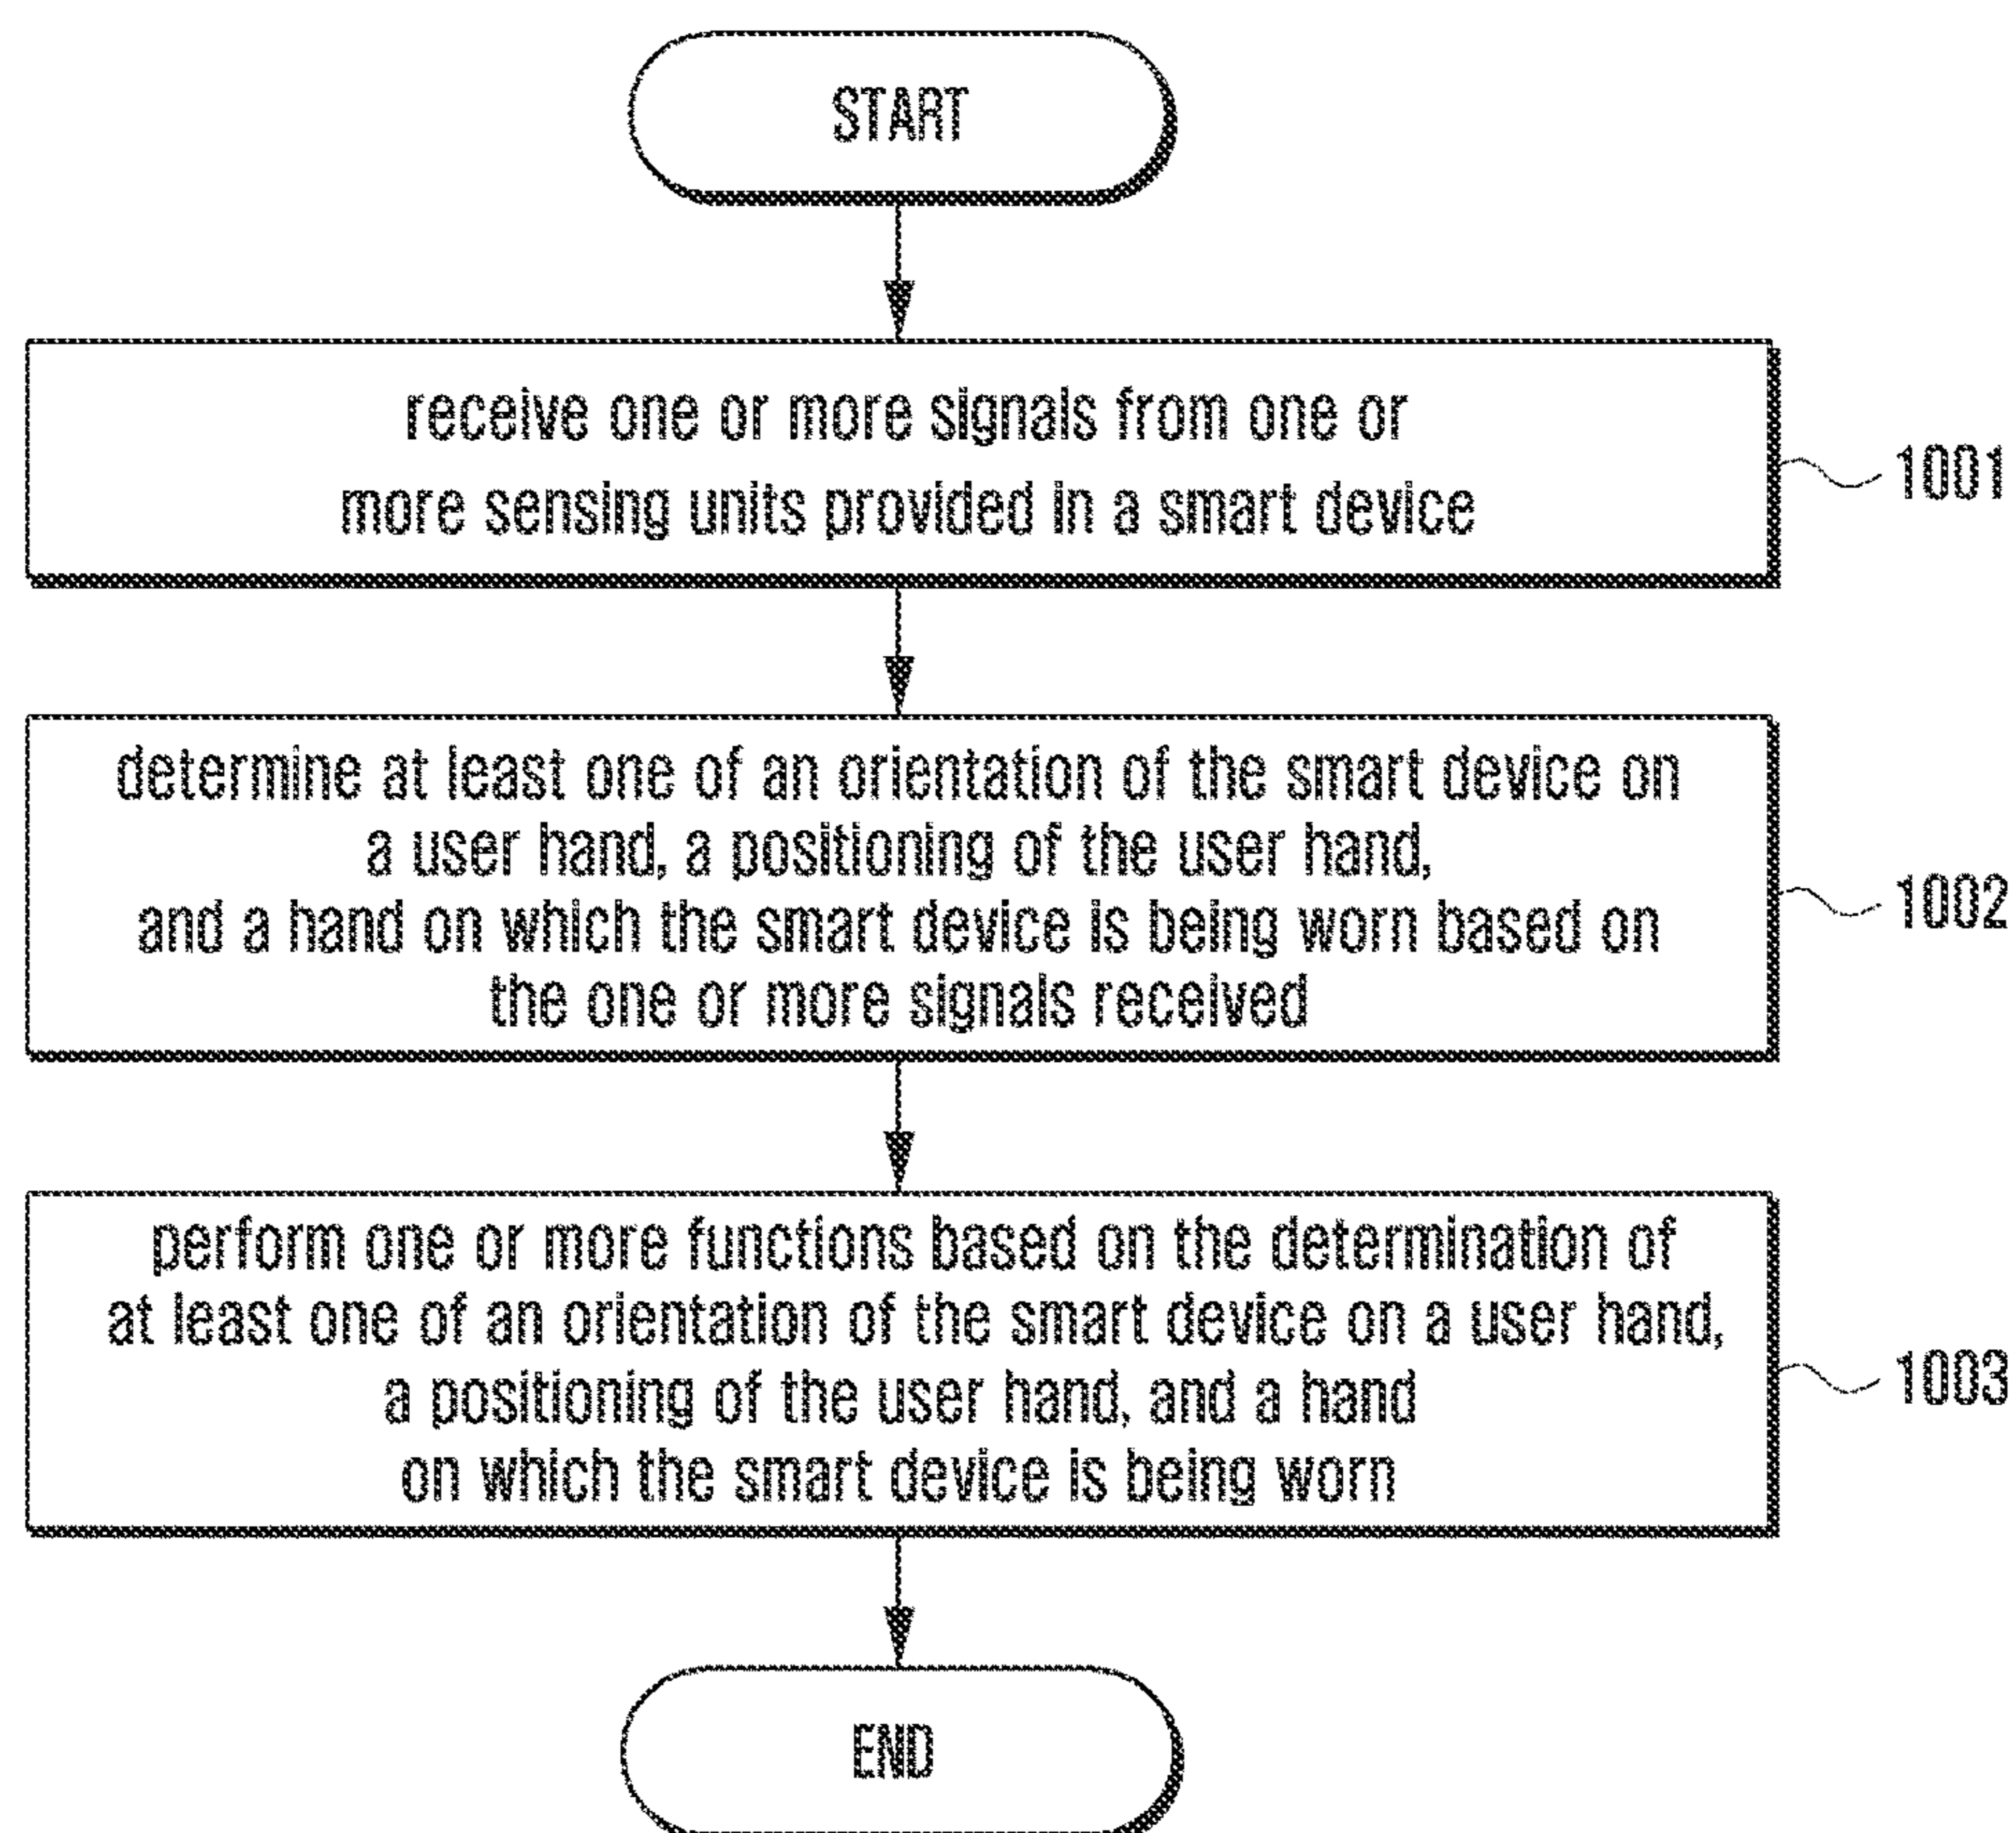 START
receive one or more signals from one or
more sensing units provided in a smart device
1001
determine at least one of an orientation of the smart device on
a user hand, a positioning of the user hand,
and a hand on which the smart device is being worn based on
the one or more signals received
1002
perform one or more functions based on the determination of
at least one of an orientation of the smart device on a user hand,
a positioning of the user hand, and a hand
on which the smart device is being worn
1003
END